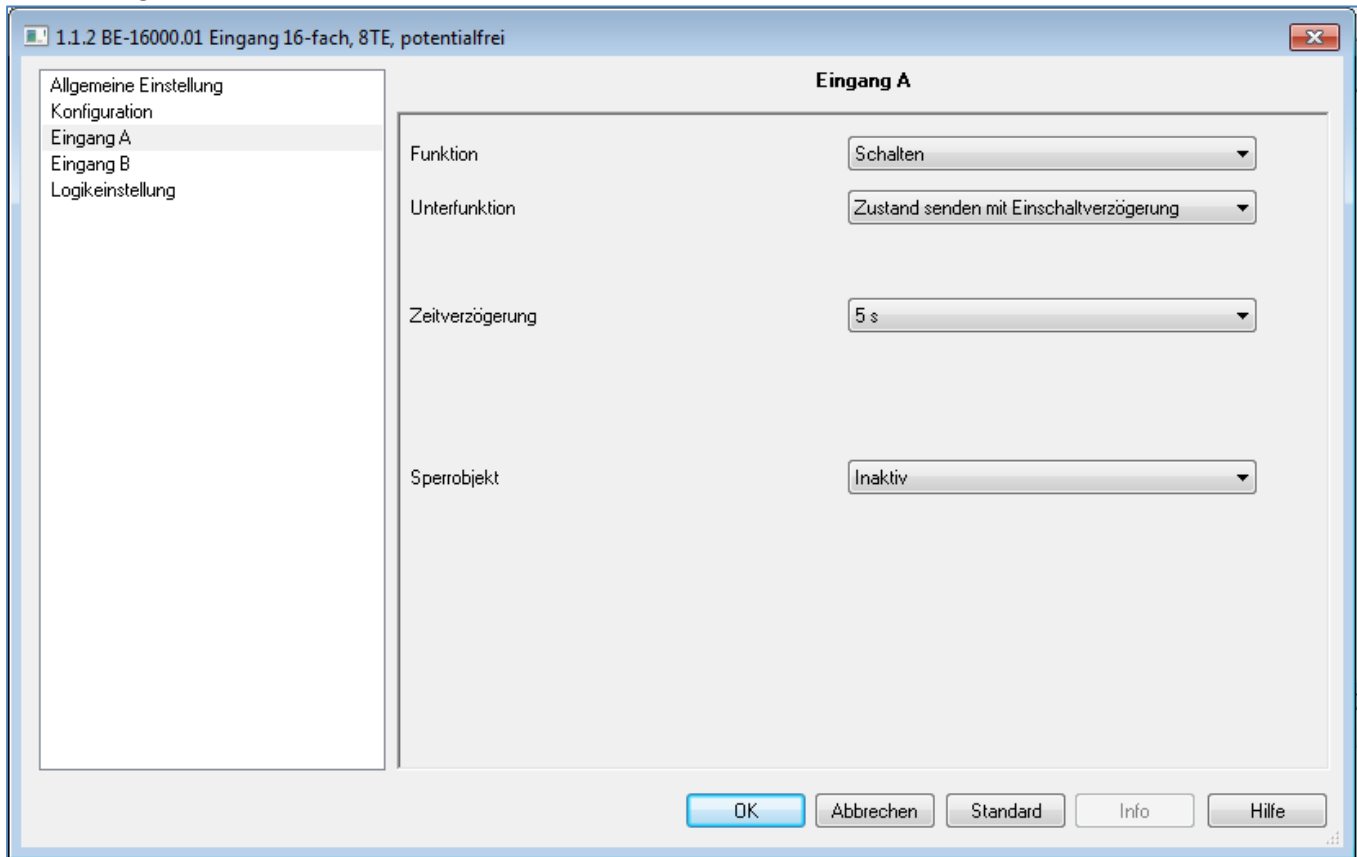 1.1.2 BE-16000.01 Eingang 16-fach, 8TE, potentialfrei
Allgemeine Einstellung
Konfiguration
Eingang A
Eingang B
Logikeinstellung
Eingang A
Funktion Schalten
Unterfunktion Zustand senden mit Einschaltverzögerung
Zeitverzögerung 5 s
Sperrobjekt Inaktiv
OK Abbrechen Standard Info Hilfe